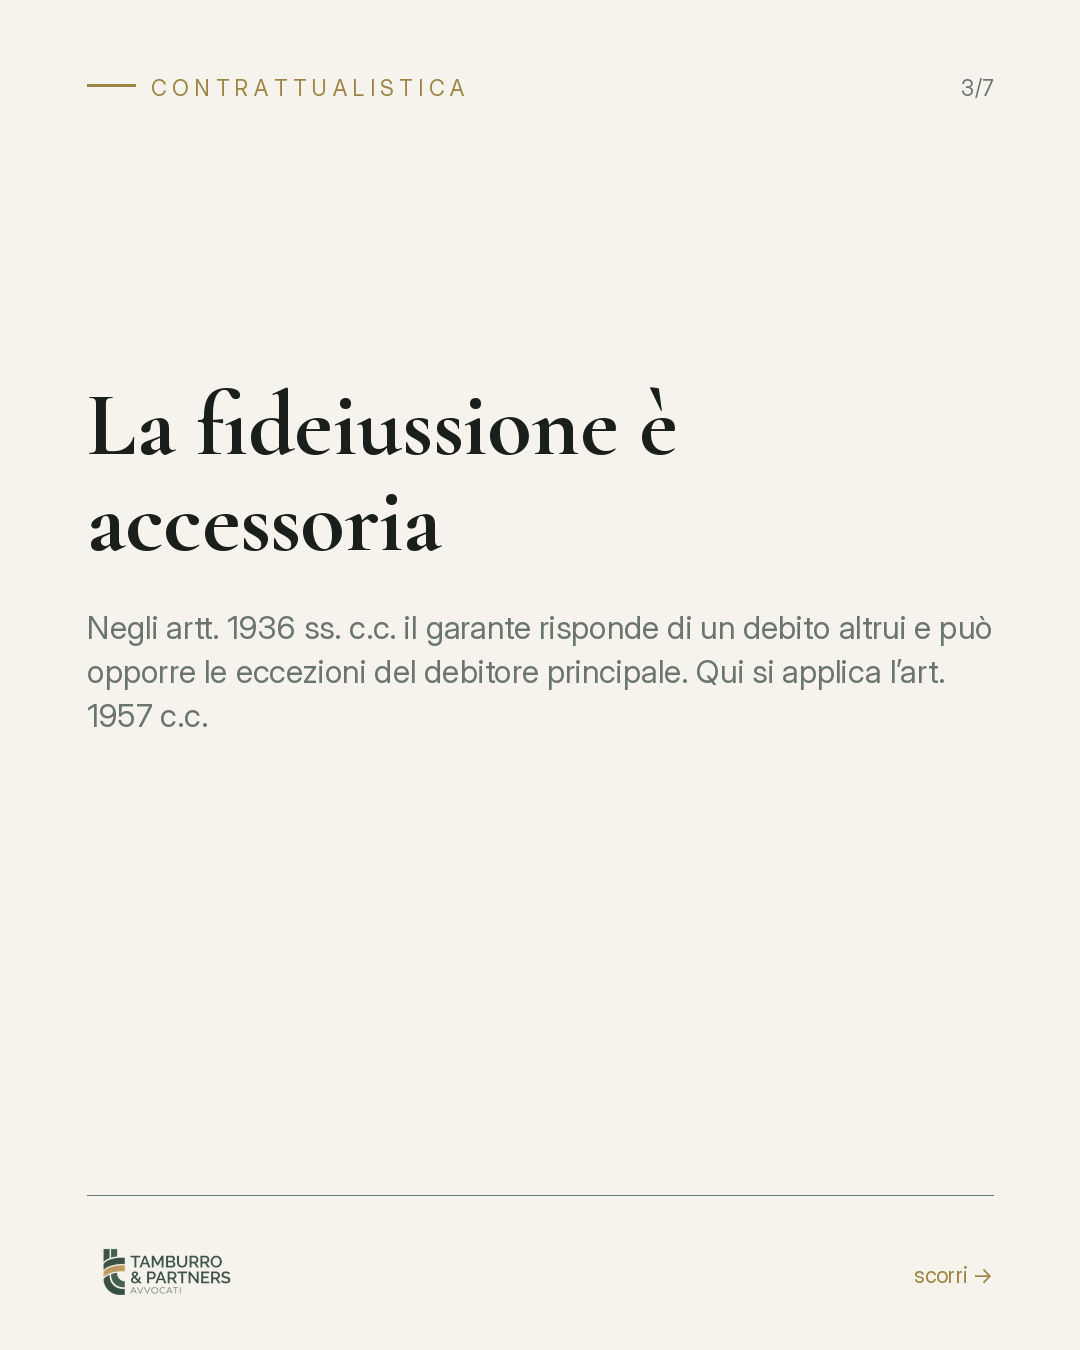 CONTRATTUALISTICA
3/7
La fideiussione è
accessoria
Negli artt. 1936 ss. c.c. il garante risponde di un debito altrui e può
opporre le eccezioni del debitore principale. Qui si applica l’art.
1957 c.c.
TAMBURRO
& PARTNERS
AVVOCATI
scorri →